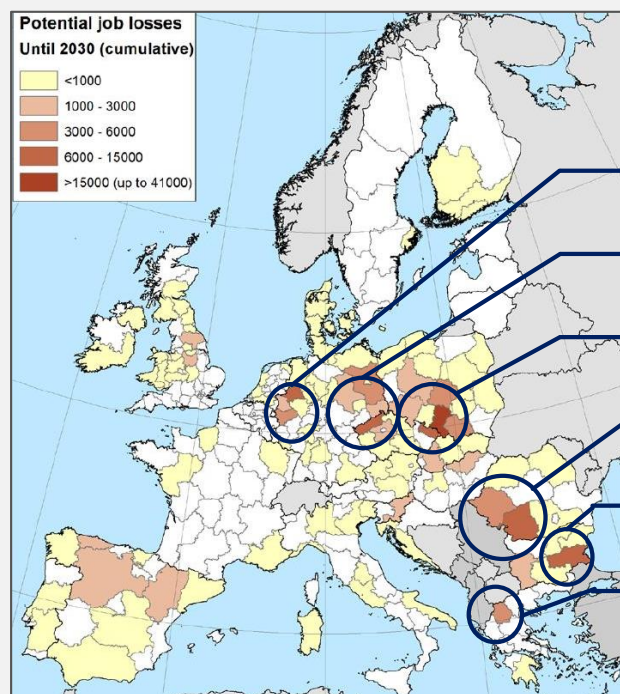 Potential job losses
Until 2030 (cumulative)
<1000
1000 - 3000
3000 - 6000
6000 - 15000
>15000 (up to 41000)